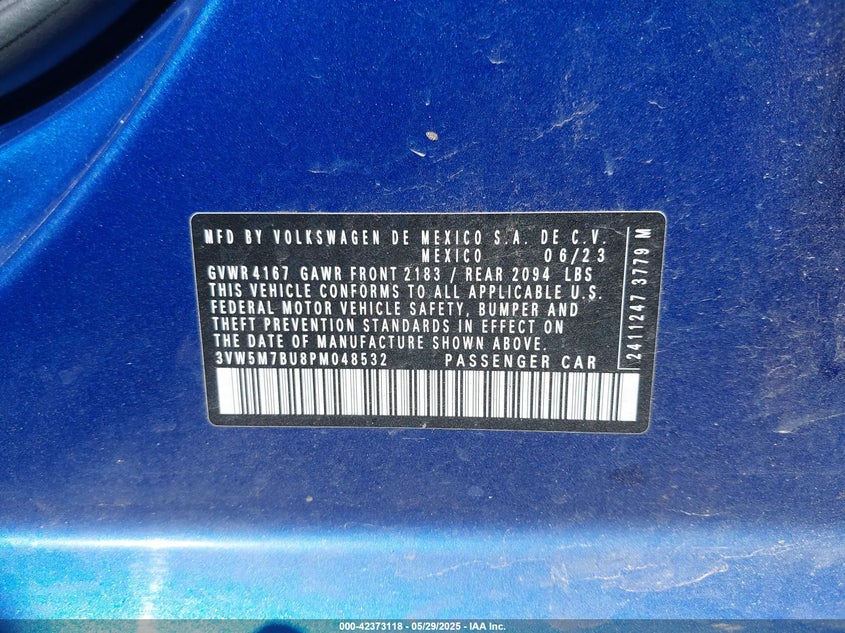 MFD BY VOLKSWAGEN DE MEXICO S.A. DE C.V.
MEXICO 06/23
GVWR 4167 GAWR FRONT 2183 / REAR 2094 LBS
THIS VEHICLE CONFORMS TO ALL APPLICABLE U.S.
FEDERAL MOTOR VEHICLE SAFETY, BUMPER AND
THEFT PREVENTION STANDARDS IN EFFECT ON
THE DATE OF MANUFACTURE SHOWN ABOVE.
3VW5M7BU8PM048532 PASSENGER CAR
2411247 3779 M
000-42373118 - 05/29/2025 - IAA Inc.